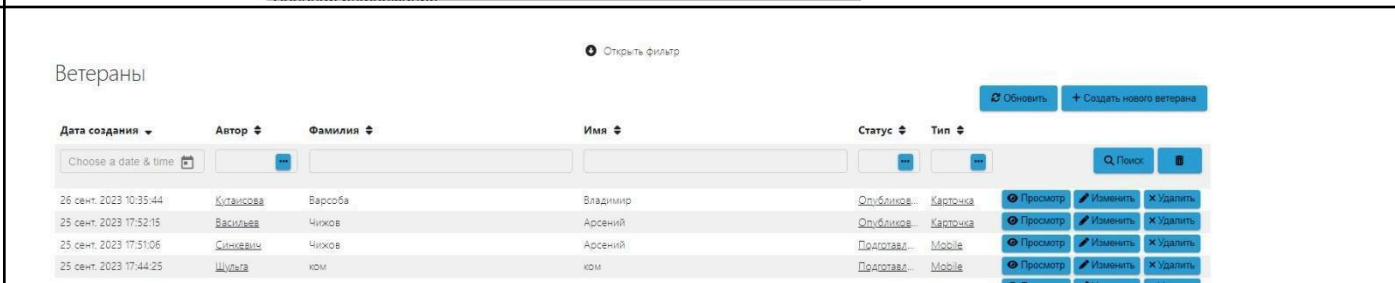 Открыть фильтр
Ветераны
Обновить + Создать нового ветерана
Дата создания Автор Фамилия Имя Статус Тип
Choose a date & time ... ... ... Поиск
26 сент. 2023 10:35:44 Кутаисова Варсоба Владимир Опубликов... Карточка Просмотр Изменить × Удалить
25 сент. 2023 17:52:15 Васильев Чижов Арсений Опубликов... Карточка Просмотр Изменить × Удалить
25 сент. 2023 17:51:06 Синкевич Чижов Арсений Подготавл... Mobile Просмотр Изменить × Удалить
25 сент. 2023 17:44:25 Шульга ком ком Подготавл... Mobile Просмотр Изменить × Удалить